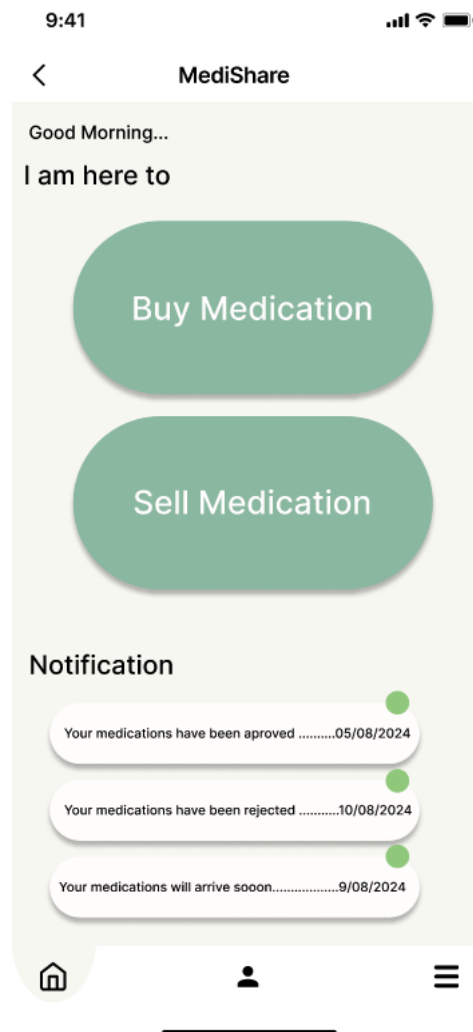 9:41
MediShare
Good Morning...
I am here to
Buy Medication
Sell Medication
Notification
Your medications have been aproved ..........05/08/2024
Your medications have been rejected ...........10/08/2024
Your medications will arrive sooon..................9/08/2024